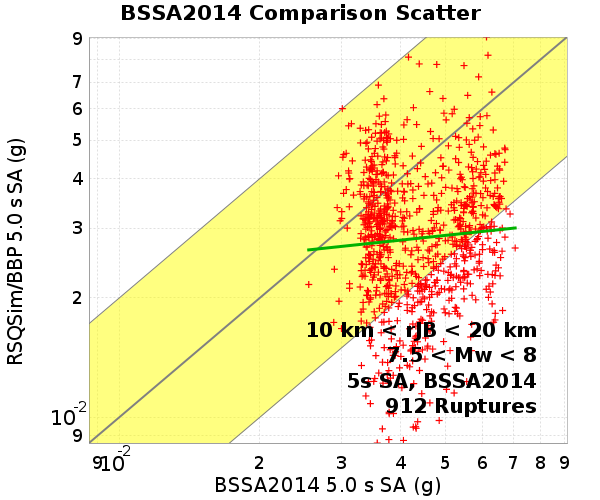 BSSA2014 Comparison Scatter
RSQSim/BBP 5.0 s SA (g)
9
7
6
5
4
3
2
10-2
9
10 km < rJB < 20 km
7.5 < Mw < 8
5s SA, BSSA2014
912 Ruptures
9 10-2 2 3 4 5 6 7 8 9
BSSA2014 5.0 s SA (g)